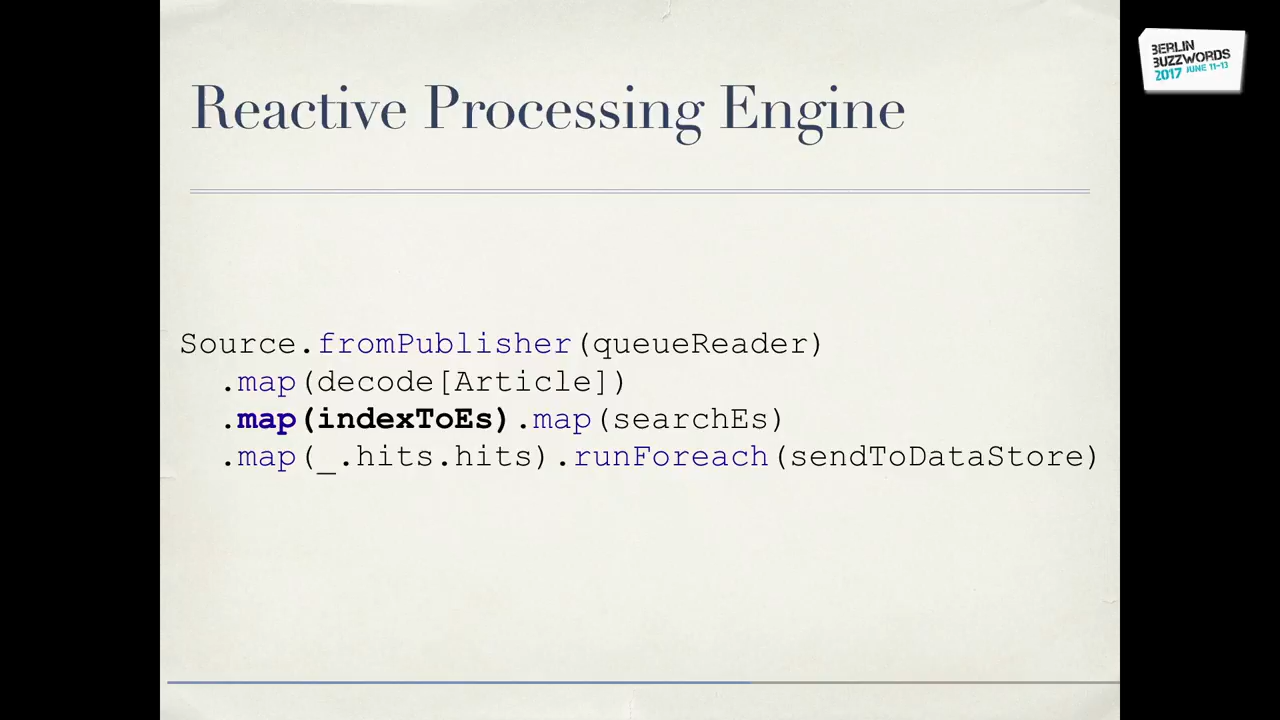 Reactive Processing Engine
Source.fromPublisher(queueReader)
.map(decode[Article])
.map(indexToEs).map(searchEs)
.map(_.hits.hits).runForeach(sendToDataStore)
BERLIN
BUZZWORDS
2017 JUNE 11-13